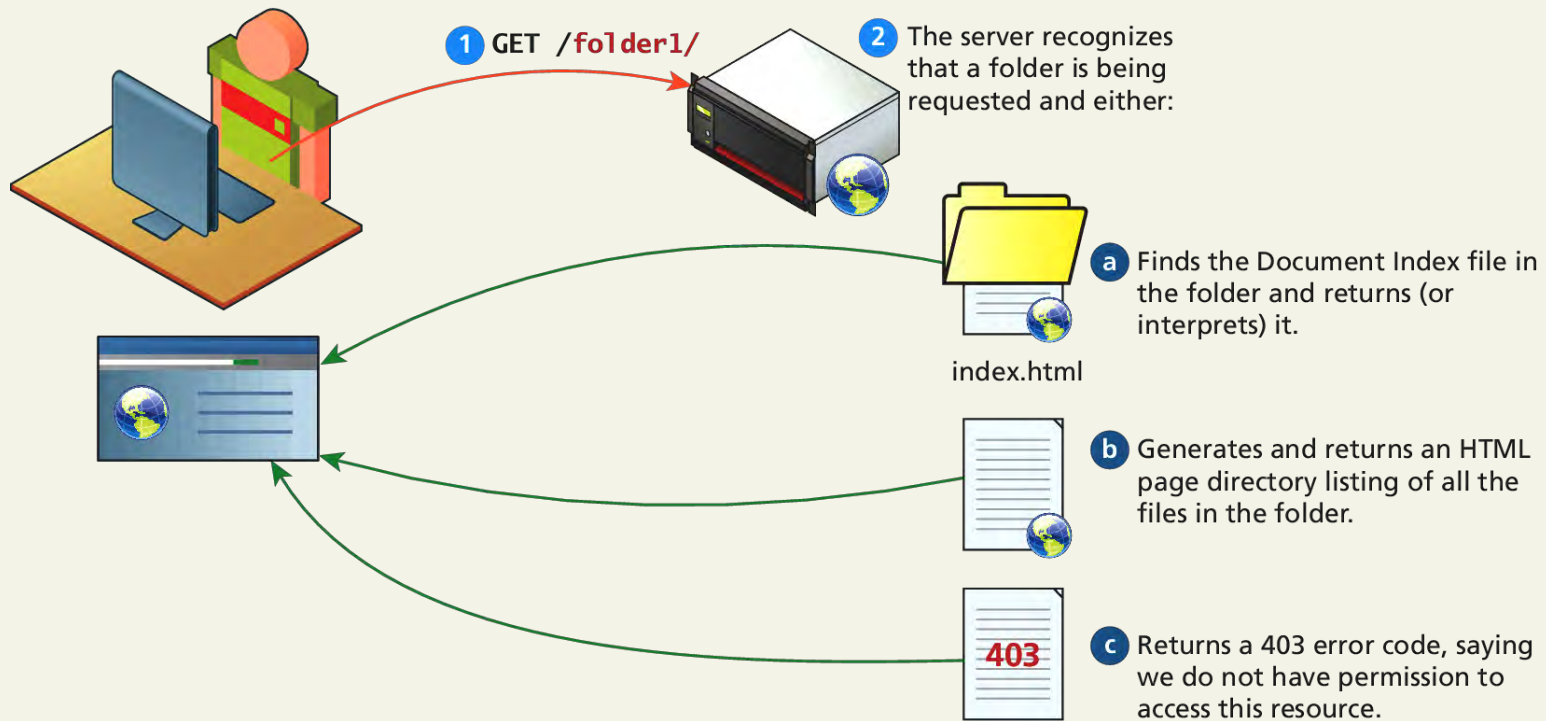 1 GET /folder1/
2 The server recognizes
that a folder is being
requested and either:
a Finds the Document Index file in
the folder and returns (or
interprets) it.
index.html
b Generates and returns an HTML
page directory listing of all the
files in the folder.
403
c Returns a 403 error code, saying
we do not have permission to
access this resource.